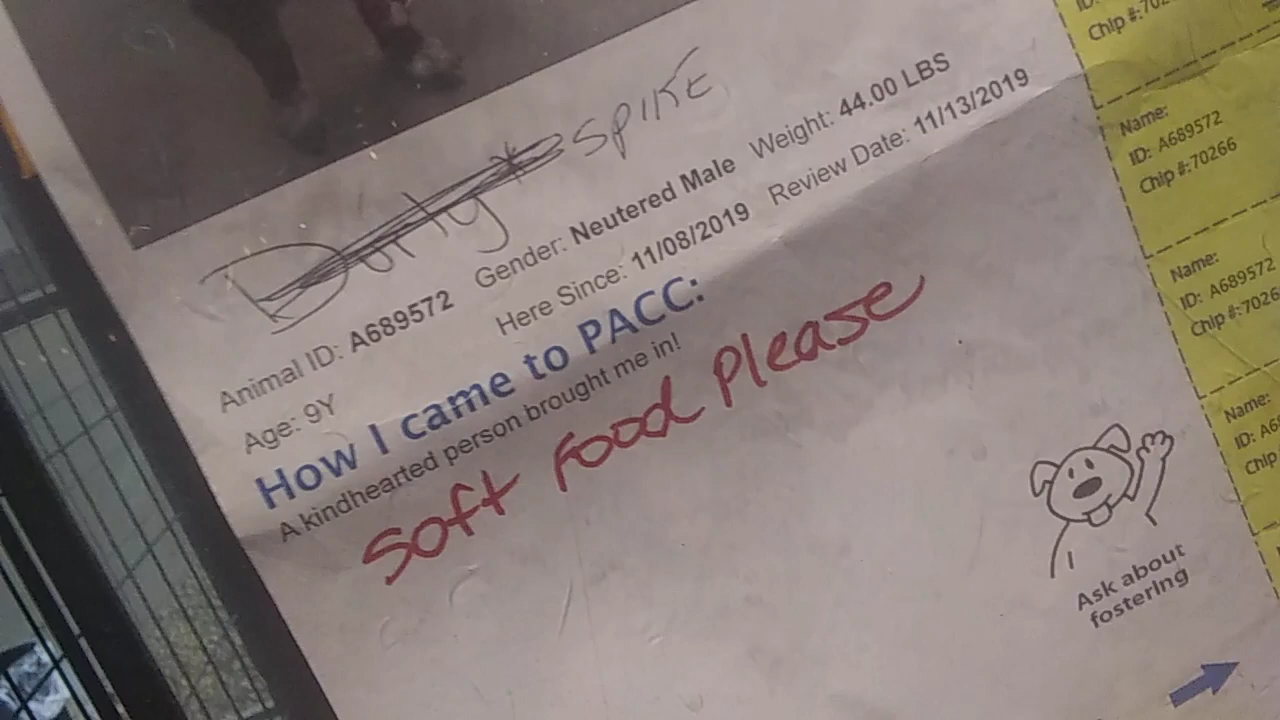 SPIKE
Animal ID: A689572 Gender: Neutered Male Weight: 44.00 LBS
Age: 9Y Here Since: 11/08/2019 Review Date: 11/13/2019
How I came to PACC:
A kindhearted person brought me in!
Soft Food Please
Ask about
fostering
ID:
Chip #:702
Name:
ID: A689572
Chip #:70266
Name:
ID: A689572
Chip #:7026
Name:
ID: A68
Chip